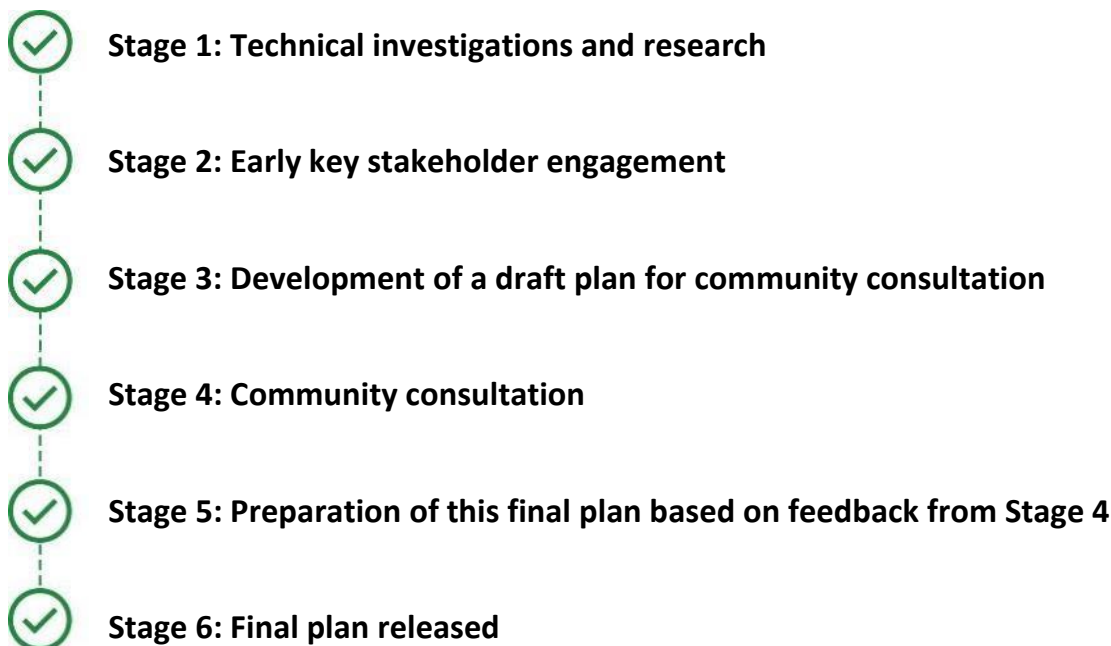 Stage 1: Technical investigations and research
Stage 2: Early key stakeholder engagement
Stage 3: Development of a draft plan for community consultation
Stage 4: Community consultation
Stage 5: Preparation of this final plan based on feedback from Stage 4
Stage 6: Final plan released